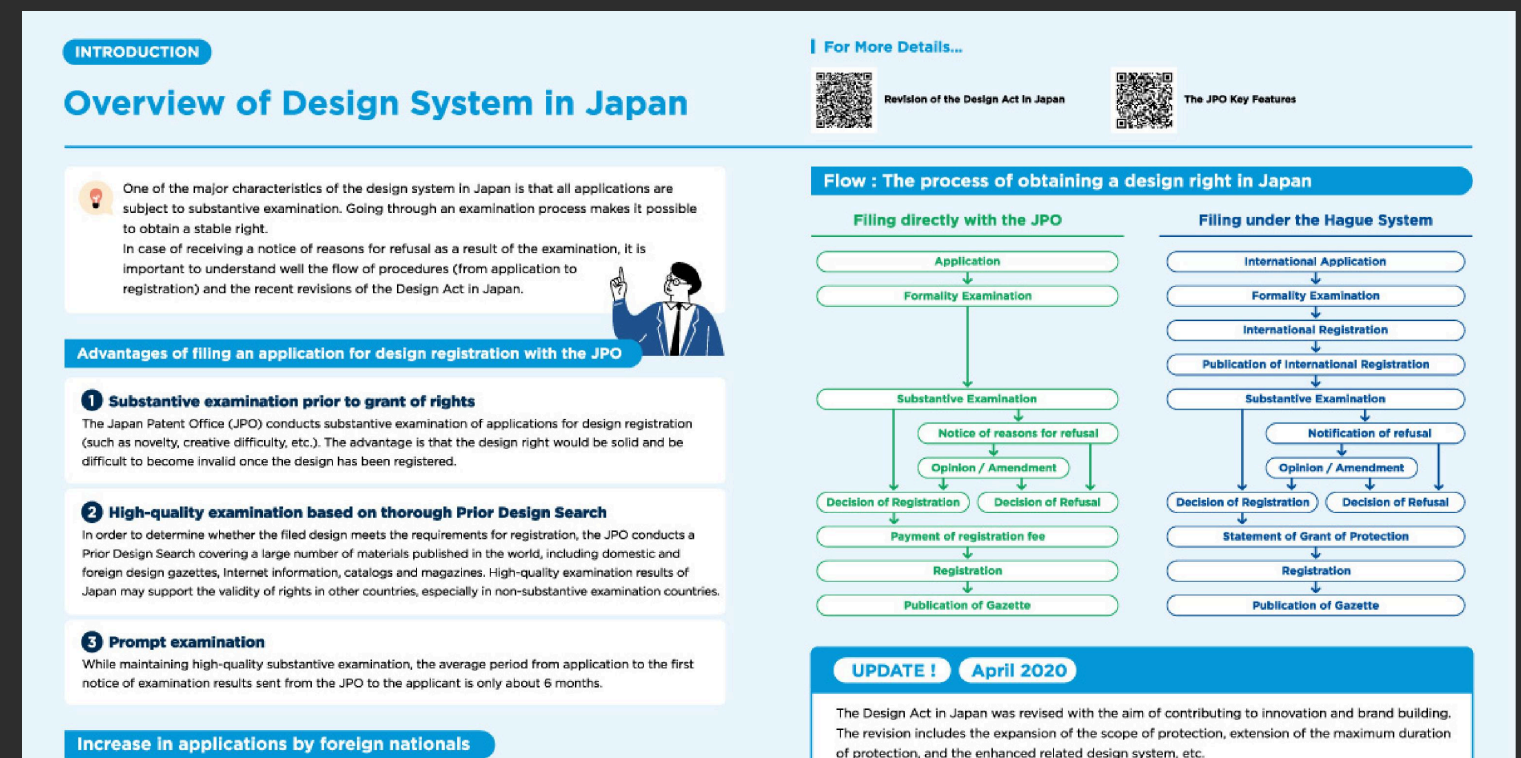 INTRODUCTION
Overview of Design System in Japan
For More Details...
Revision of the Design Act in Japan
The JPO Key Features
One of the major characteristics of the design system in Japan is that all applications are
subject to substantive examination. Going through an examination process makes it possible
to obtain a stable right.
In case of receiving a notice of reasons for refusal as a result of the examination, it is
important to understand well the flow of procedures (from application to
registration) and the recent revisions of the Design Act in Japan.
Advantages of filing an application for design registration with the JPO
1 Substantive examination prior to grant of rights
The Japan Patent Office (JPO) conducts substantive examination of applications for design registration
(such as novelty, creative difficulty, etc.). The advantage is that the design right would be solid and be
difficult to become invalid once the design has been registered.
2 High-quality examination based on thorough Prior Design Search
In order to determine whether the filed design meets the requirements for registration, the JPO conducts a
Prior Design Search covering a large number of materials published in the world, including domestic and
foreign design gazettes, Internet information, catalogs and magazines. High-quality examination results of
Japan may support the validity of rights in other countries, especially in non-substantive examination countries.
3 Prompt examination
While maintaining high-quality substantive examination, the average period from application to the first
notice of examination results sent from the JPO to the applicant is only about 6 months.
Increase in applications by foreign nationals
Flow : The process of obtaining a design right in Japan
Filing directly with the JPO
Application
Formality Examination
Substantive Examination
Notice of reasons for refusal
Opinion / Amendment
Decision of Registration
Decision of Refusal
Payment of registration fee
Registration
Publication of Gazette
Filing under the Hague System
International Application
Formality Examination
International Registration
Publication of International Registration
Substantive Examination
Notification of refusal
Opinion / Amendment
Decision of Registration
Decision of Refusal
Statement of Grant of Protection
Registration
Publication of Gazette
UPDATE !
April 2020
The Design Act in Japan was revised with the aim of contributing to innovation and brand building.
The revision includes the expansion of the scope of protection, extension of the maximum duration
of protection, and the enhanced related design system, etc.